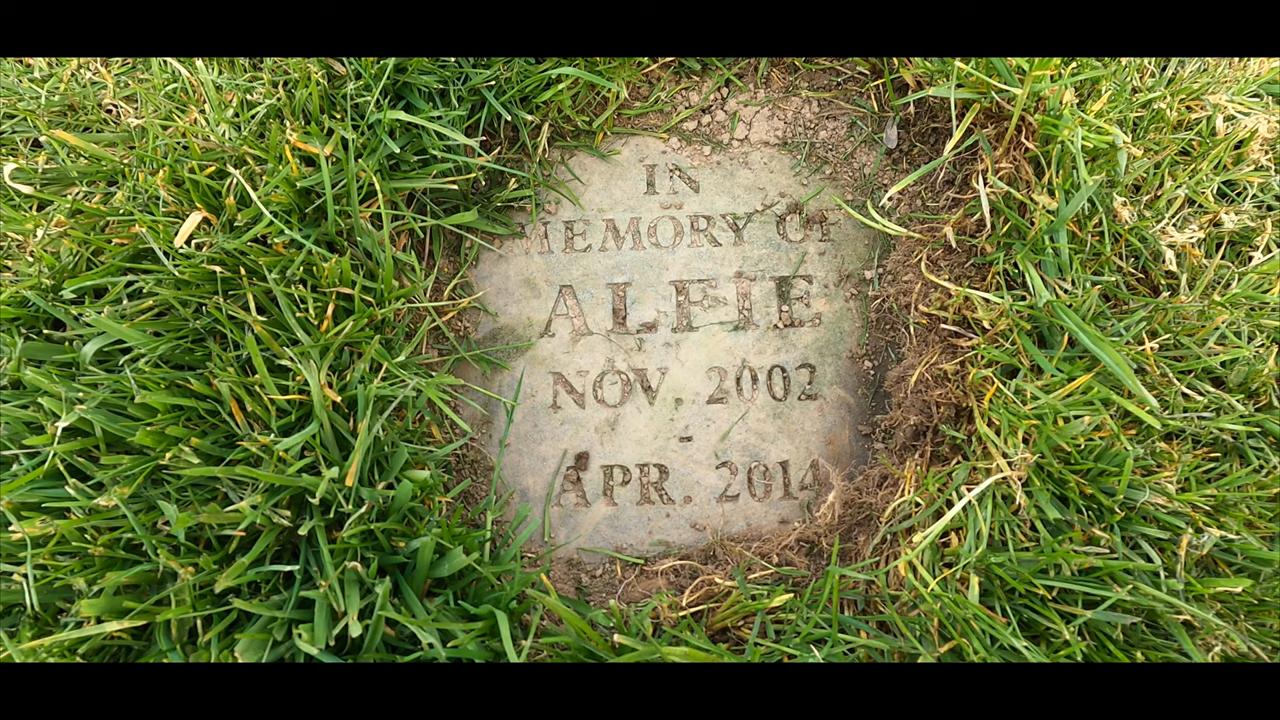 IN
MEMORY OF
ALFIE
NOV. 2002
-
APR. 2014